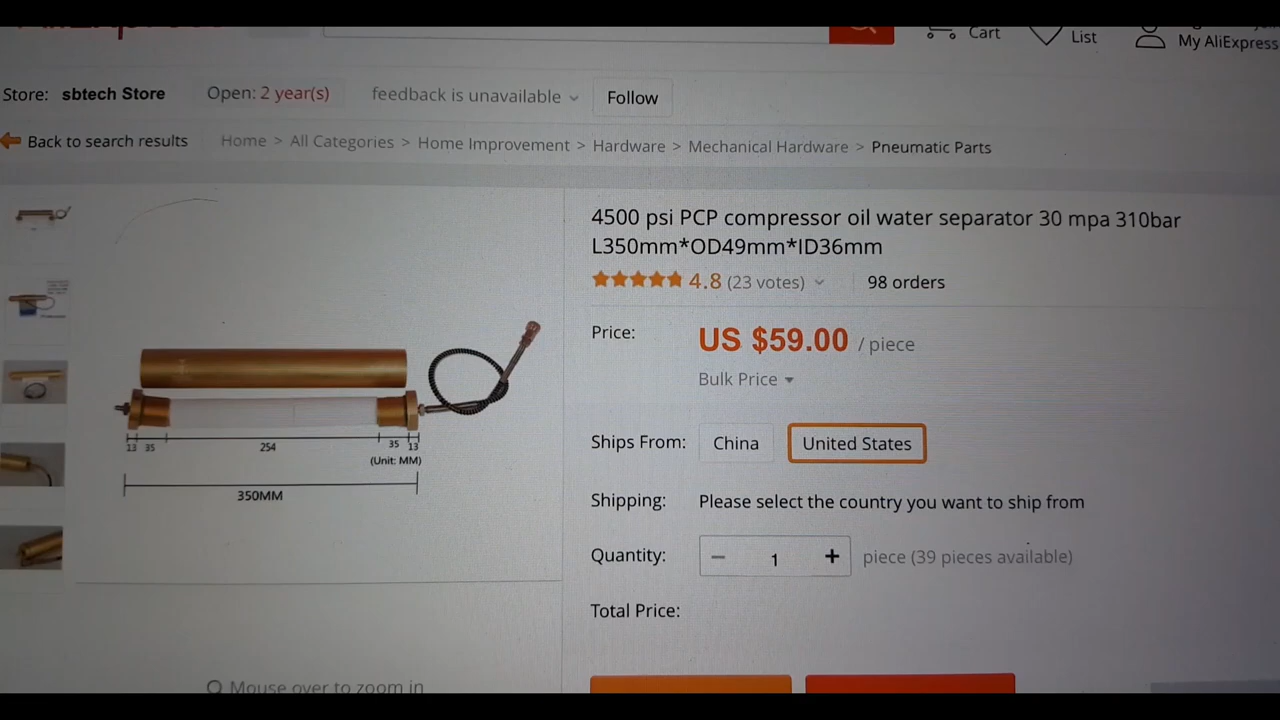 Cart
List
My AliExpress
Store: sbtech Store Open: 2 year(s) feedback is unavailable Follow
Back to search results Home > All Categories > Home Improvement > Hardware > Mechanical Hardware > Pneumatic Parts
4500 psi PCP compressor oil water separator 30 mpa 310bar
L350mm*OD49mm*ID36mm
4.8 (23 votes) 98 orders
Price: US $59.00 / piece
Bulk Price
13 35 254 35 13
(Unit: MM)
350MM
Ships From: China United States
Shipping: Please select the country you want to ship from
Quantity: − 1 + piece (39 pieces available)
Total Price:
Mouse over to zoom in